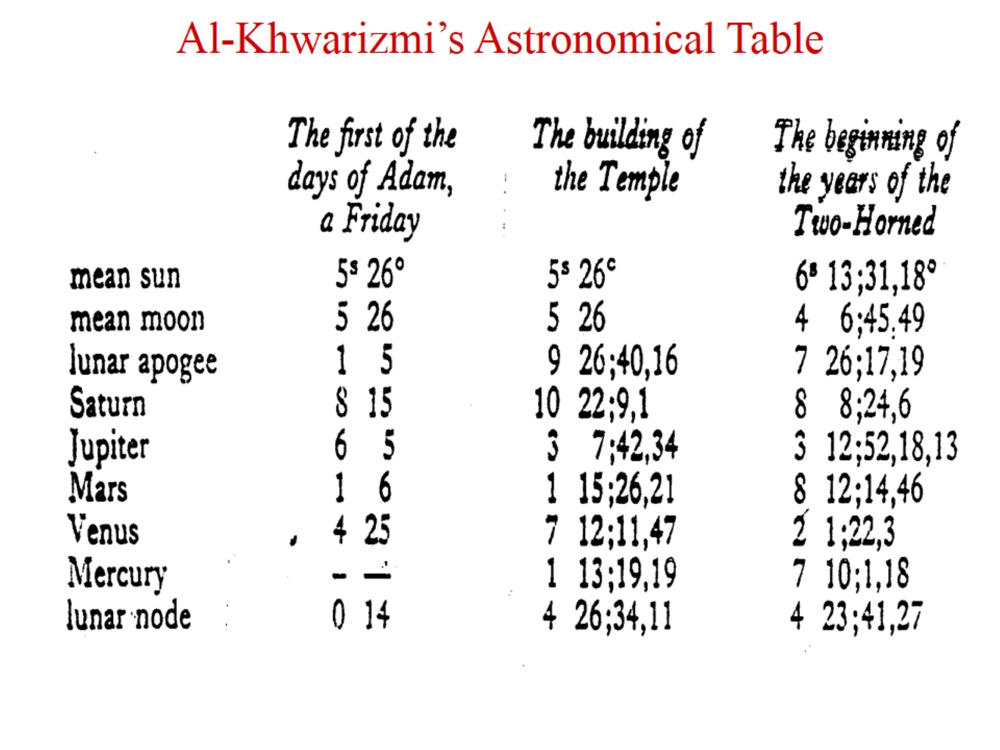 Al-Khwarizmi's Astronomical Table
The first of the days of Adam, a Friday
The building of the Temple
The beginning of the years of the Two-Horned
mean sun 5s 26° 5s 26c 6s 13;31,18°
mean moon 5 26 5 26 4 6;45.49
lunar apogee 1 5 9 26;40,16 7 26;17,19
Saturn 8 15 10 22;9,1 8 8;24,6
Jupiter 6 5 3 7;42,34 3 12;52,18,13
Mars 1 6 1 15;26,21 8 12;14,46
Venus 4 25 7 12;11,47 2 1;22,3
Mercury - — 1 13;19,19 7 10;1,18
lunar node 0 14 4 26;34,11 4 23;41,27